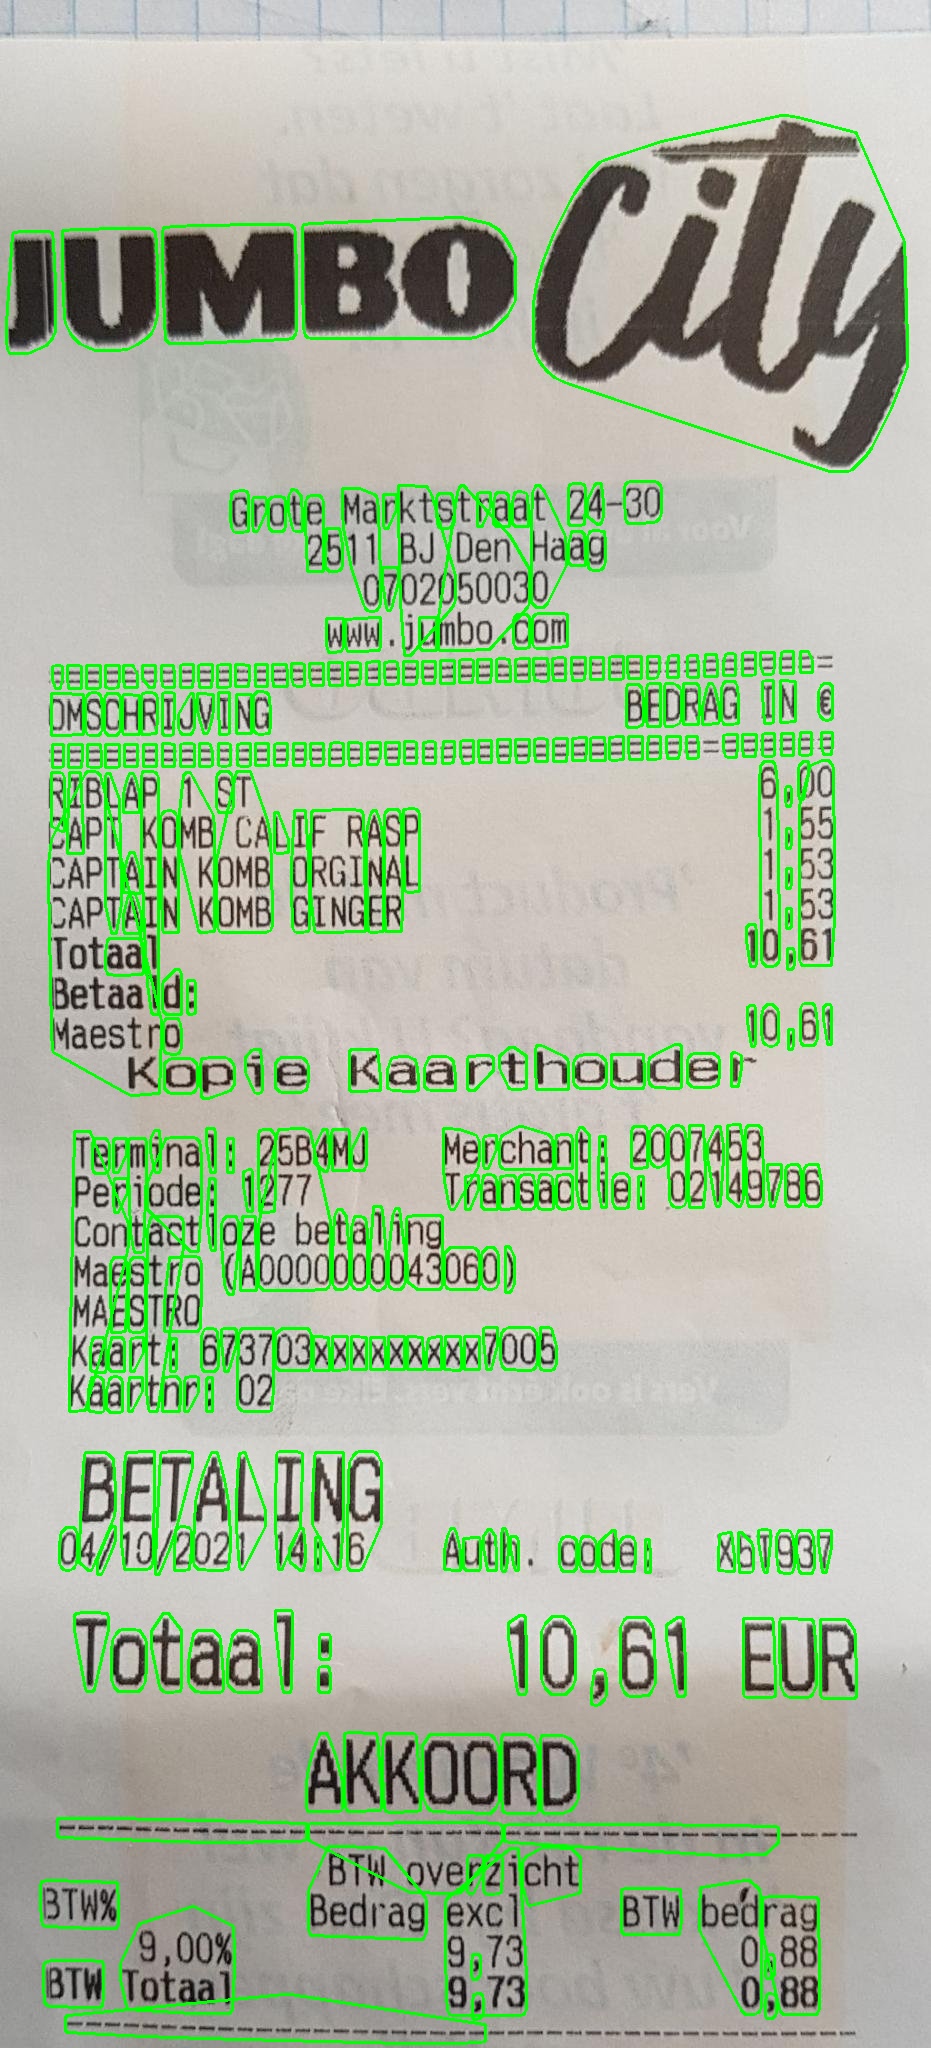 JUMBO City
Grote Marktstraat 24-30
2511 BJ Den Haag
0702050030
www.jumbo.com
========================================
OMSCHRIJVING BEDRAG IN €
========================================
RIBLAP 1 ST 6,00
CAPT KOMB CALIF RASP 1,55
CAPTAIN KOMB ORGINAL 1,53
CAPTAIN KOMB GINGER 1,53
Totaal 10,61
Betaald:
Maestro 10,61
Kopie Kaarthouder
Terminal: 25B4MJ Merchant: 2007453
Periode: 1277 Transactie: 02149786
Contactloze betaling
Maestro (A0000000043060)
MAESTRO
Kaart: 673703xxxxxxxxx7005
Kaartnr: 02
BETALING
04/10/2021 14:16 Auth. code:
Totaal: 10,61 EUR
AKKOORD
BTW overzicht
BTW% Bedrag excl BTW bedrag
9,00% 9,73 0,88
BTW Totaal 9,73 0,88